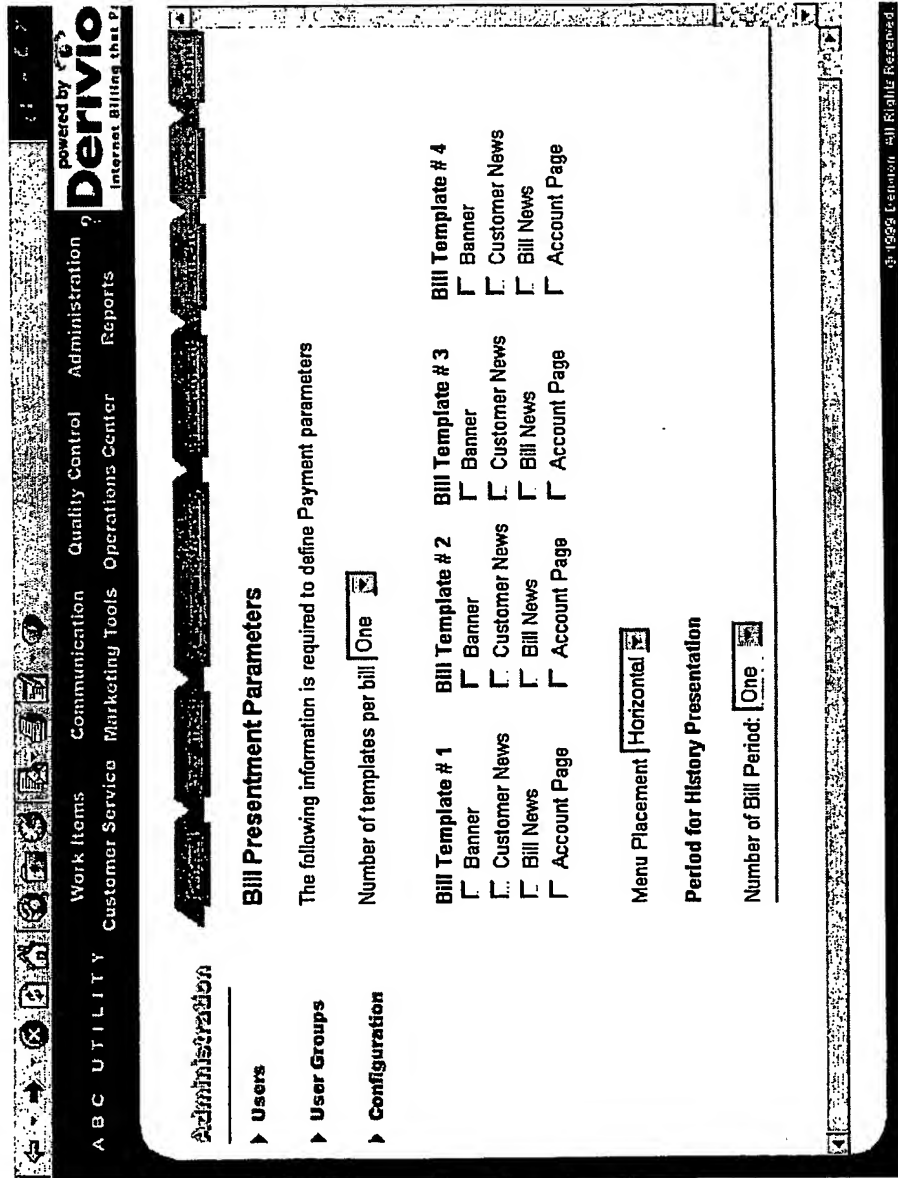 powered by
Derivio
Internet Billing that
ABC UTILITY
Work Items Communication Quality Control Administration ?
Customer Service Marketing Tools Operations Center Reports
Administration
Users
User Groups
Configuration
Bill Presentment Parameters
The following information is required to define Payment parameters
Number of templates per bill One
Bill Template # 1 Bill Template # 2 Bill Template # 3 Bill Template # 4
Banner Banner Banner Banner
Customer News Customer News Customer News Customer News
Bill News Bill News Bill News Bill News
Account Page Account Page Account Page Account Page
Menu Placement Horizontal
Period for History Presentation
Number of Bill Period: One
© 1999 All Rights Reserved.